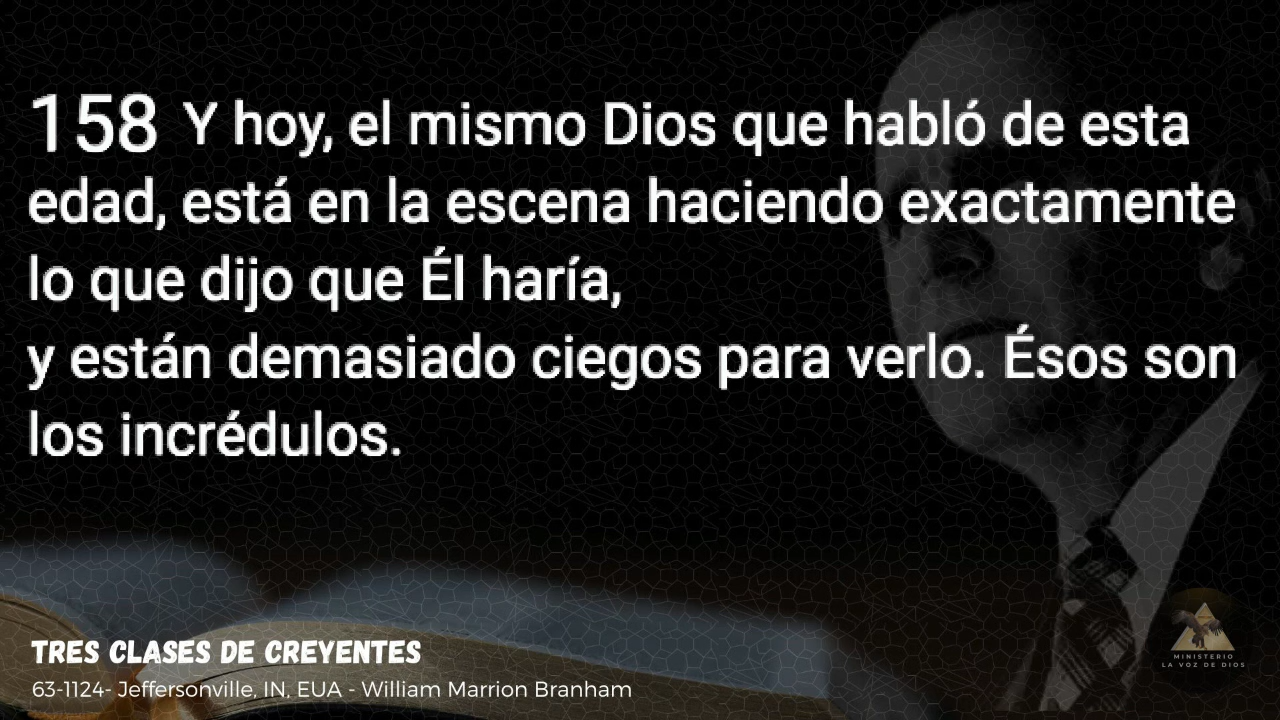 158 Y hoy, el mismo Dios que habló de esta
edad, está en la escena haciendo exactamente
lo que dijo que Él haría,
y están demasiado ciegos para verlo. Ésos son
los incrédulos.
TRES CLASES DE CREYENTES
63-1124- Jeffersonville, IN, EUA - William Marrion Branham
MINISTERIO
LA VOZ DE DIOS